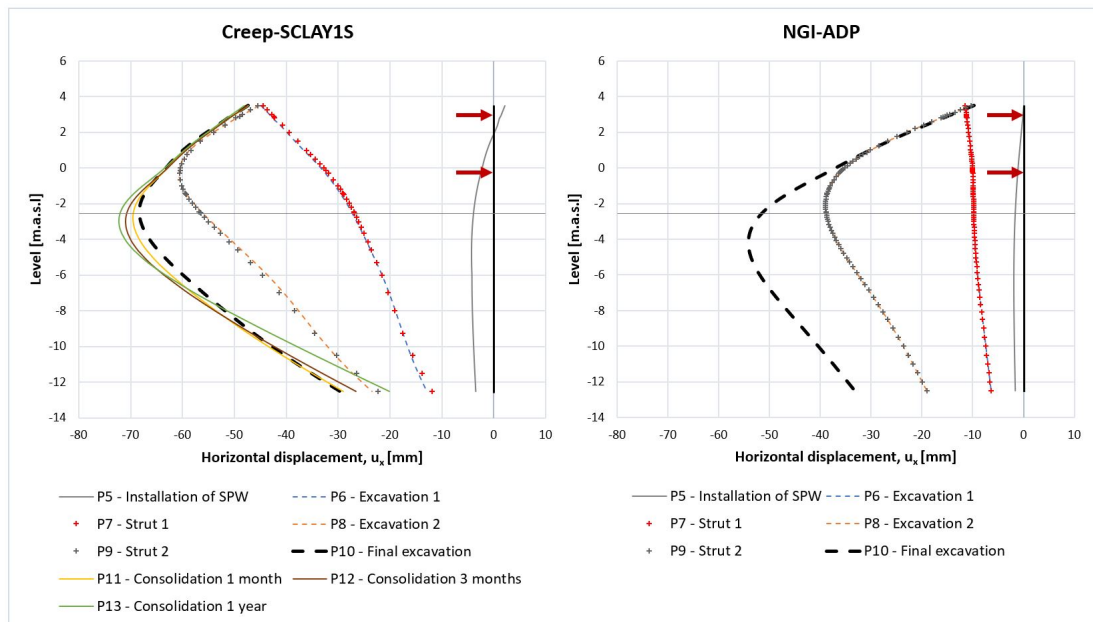 Creep-SCLAY1S
6
4
2
0
-2
-4
-6
-8
-10
-12
-14
Level [m.a.s.l]
-80 -70 -60 -50 -40 -30 -20 -10 0 10
Horizontal displacement, ux [mm]
P5 - Installation of SPW P6 - Excavation 1
P7 - Strut 1 P8 - Excavation 2
P9 - Strut 2 P10 - Final excavation
P11 - Consolidation 1 month P12 - Consolidation 3 months
P13 - Consolidation 1 year
NGI-ADP
6
4
2
0
-2
-4
-6
-8
-10
-12
-14
Level [m.a.s.l]
-80 -70 -60 -50 -40 -30 -20 -10 0 10
Horizontal displacement, ux [mm]
P5 - Installation of SPW P6 - Excavation 1
P7 - Strut 1 P8 - Excavation 2
P9 - Strut 2 P10 - Final excavation